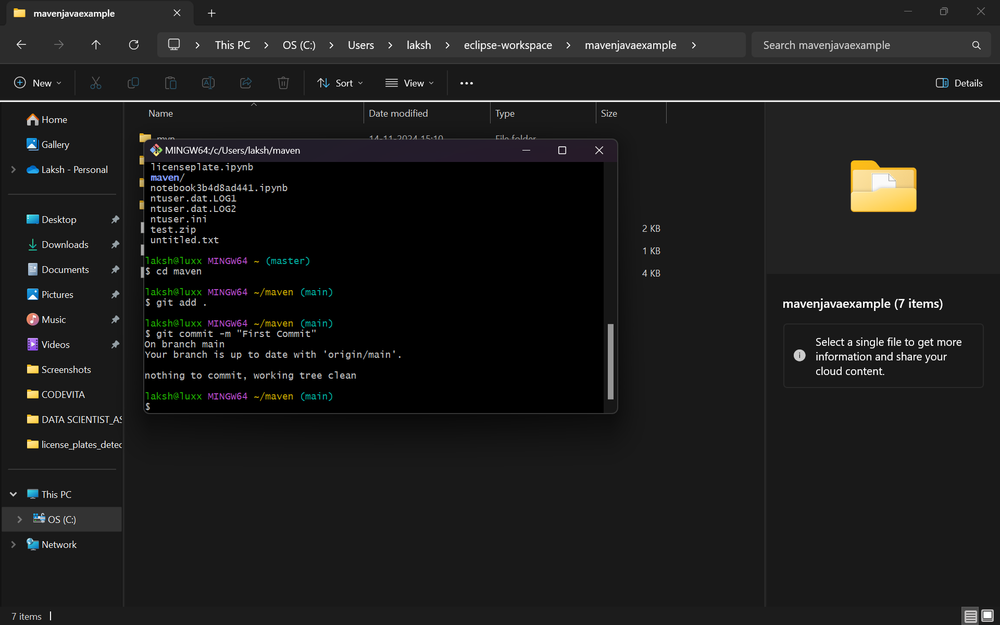 mavenjavaexample
This PC > OS (C:) > Users > laksh > eclipse-workspace > mavenjavaexample >
Search mavenjavaexample
New
Sort
View
Details
Home
Gallery
Laksh - Personal
Desktop
Downloads
Documents
Pictures
Music
Videos
Screenshots
CODEVITA
DATA SCIENTIST_AS
license_plates_detec
This PC
OS (C:)
Network
Name Date modified Type Size
mvn 14-11-2024 15:10 File folder
MINGW64:/c/Users/laksh/maven
licenseplate.ipynb
maven/
notebook3b4d8ad441.ipynb
ntuser.dat.LOG1
ntuser.dat.LOG2
ntuser.ini
test.zip
untitled.txt
laksh@luxx MINGW64 ~ (master)
$ cd maven
laksh@luxx MINGW64 ~/maven (main)
$ git add .
laksh@luxx MINGW64 ~/maven (main)
$ git commit -m "First Commit"
On branch main
Your branch is up to date with 'origin/main'.
nothing to commit, working tree clean
laksh@luxx MINGW64 ~/maven (main)
$
2 KB
1 KB
4 KB
mavenjavaexample (7 items)
Select a single file to get more
information and share your
cloud content.
7 items